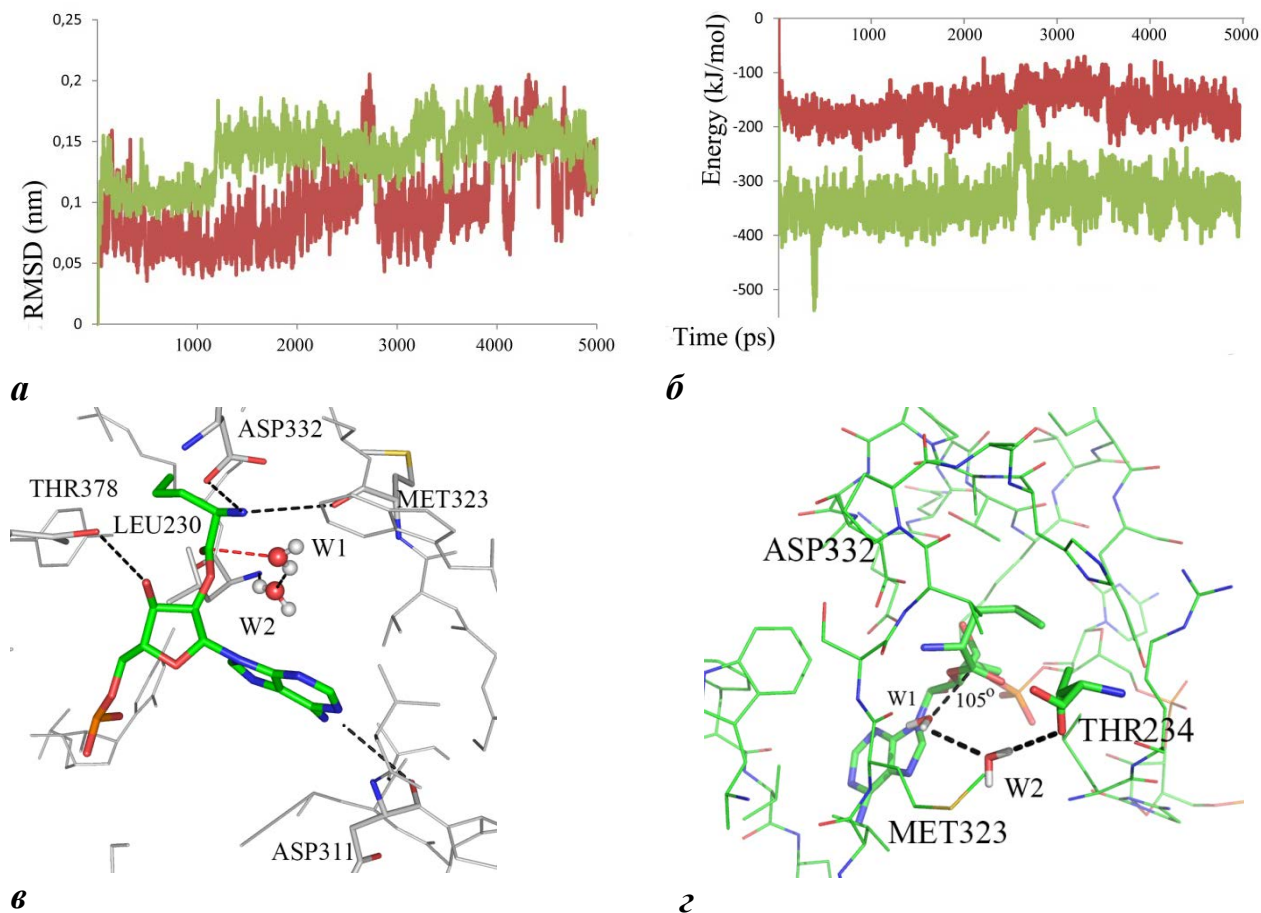 0,25
0,2
0,15
0,1
0,05
0
RMSD (nm)
1000
2000
3000
4000
5000
а
0
-100
-200
-300
-400
-500
Energy (kJ/mol)
1000
2000
3000
4000
5000
Time (ps)
б
ASP332
THR378
LEU230
MET323
W1
W2
ASP311
в
ASP332
W1
105°
THR234
W2
MET323
г